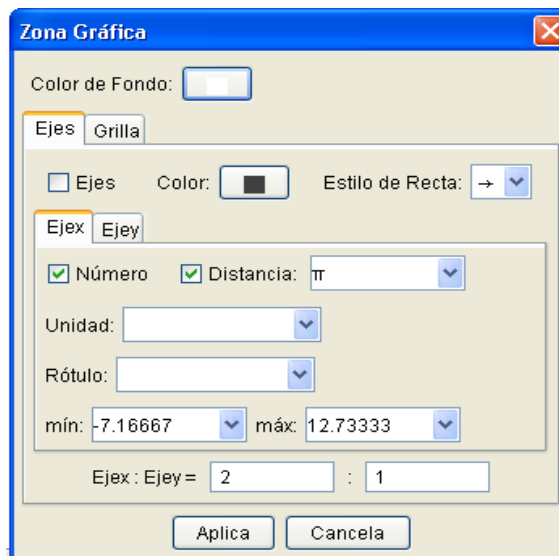 Zona Gráfica
Color de Fondo:
Ejes Grilla
Ejes Color: Estilo de Recta: →
Ejex Ejey
Número Distancia: π
Unidad:
Rótulo:
mín: -7.16667 máx: 12.73333
Ejex : Ejey = 2 : 1
Aplica Cancela